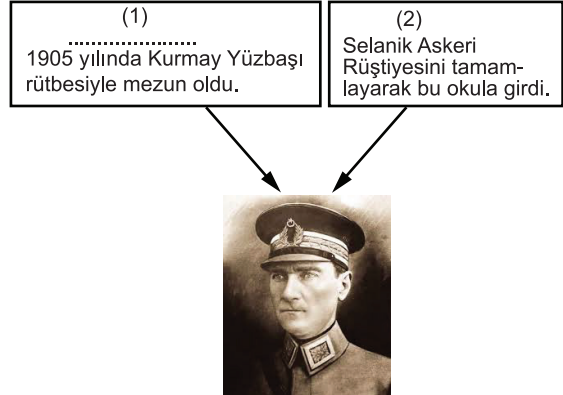 (1)
.....................
1905 yılında Kurmay Yüzbaşı
rütbesiyle mezun oldu.
(2)
Selanik Askeri
Rüştiyesini tamam-
layarak bu okula girdi.